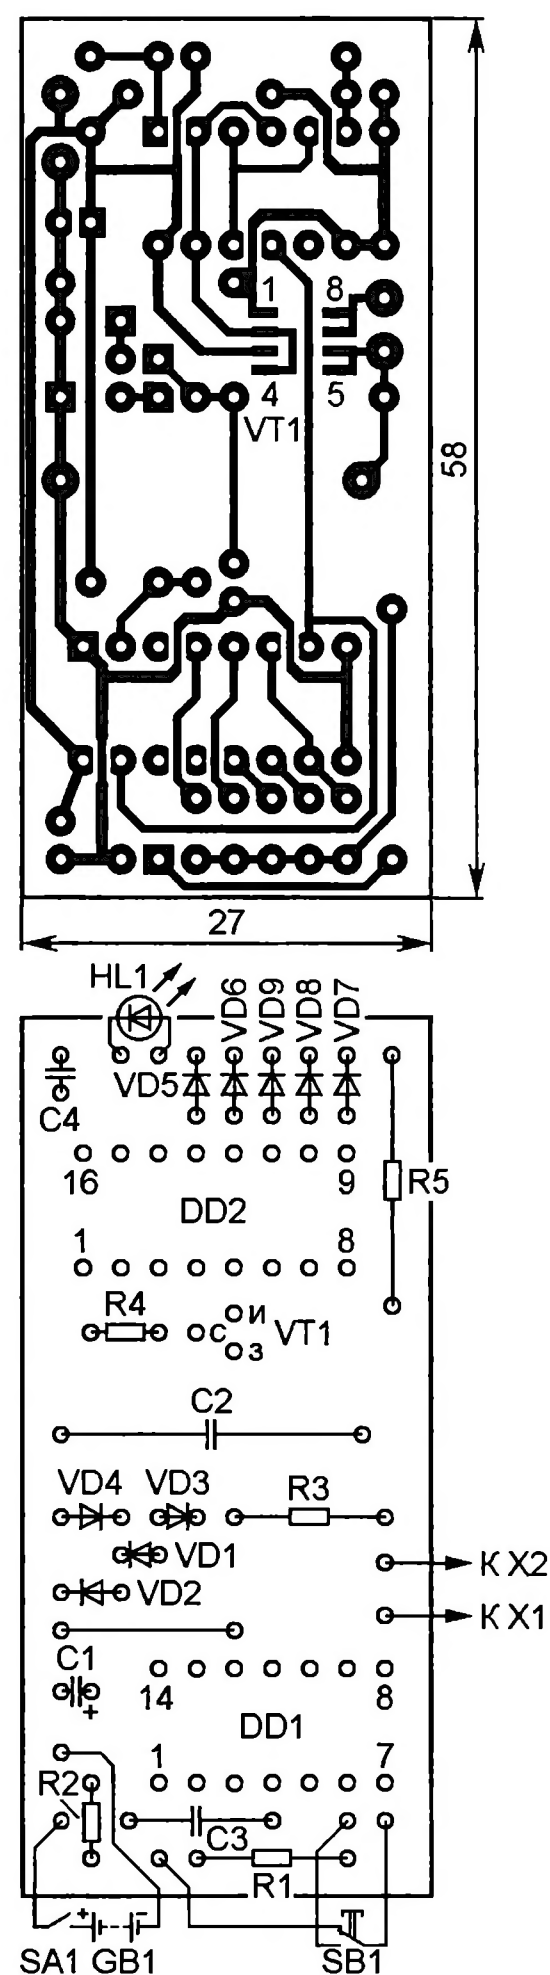 1 8
4 5
VT1
58
27
HL1
VD6
VD9
VD8
VD7
VD5
C4
16 9
R5
DD2
1 8
R4
и
с
VT1
з
C2
VD4 VD3
R3
VD1
К X2
VD2
К X1
C1
+
14 8
DD1
1 7
R2
C3
R1
+ −
SA1 GB1 SB1